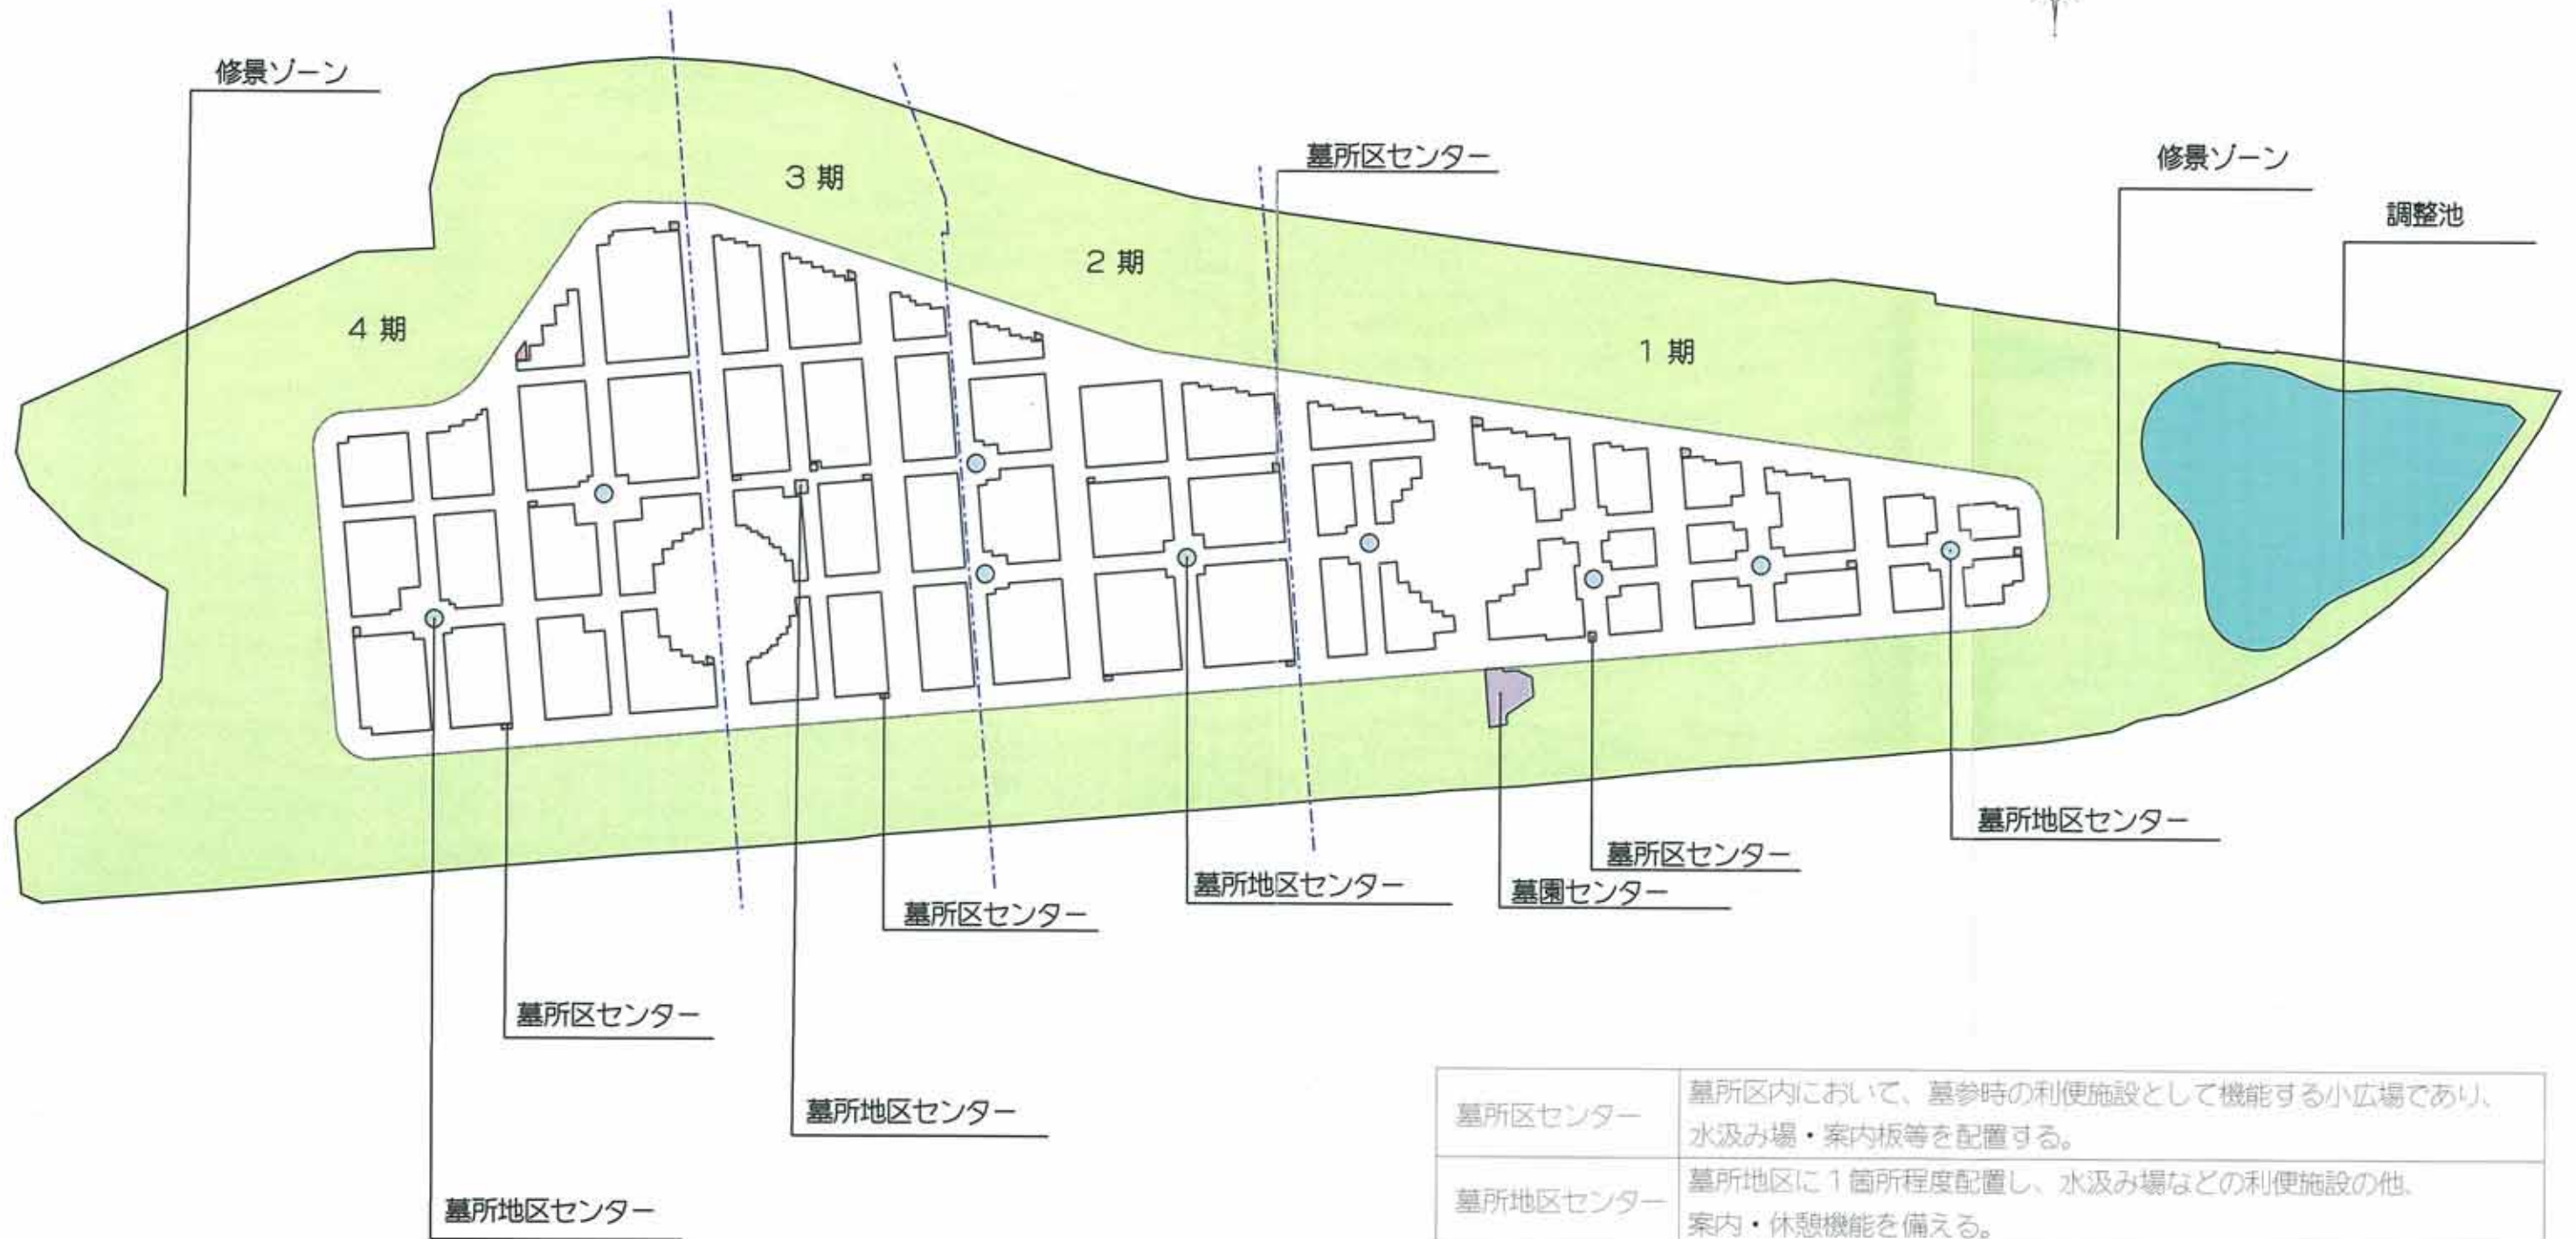 修景ゾーン
3 期
墓所区センター
修景ゾーン
調整池
2 期
4 期
1 期
墓所地区センター
墓所区センター
墓所地区センター
墓園センター
墓所区センター
墓所区センター
墓所地区センター
墓所地区センター
墓所区センター
墓所区内において、墓参時の利便施設として機能する小広場であり、
水汲み場・案内板等を配置する。
墓所地区センター
墓所地区に1箇所程度配置し、水汲み場などの利便施設の他、
案内・休憩機能を備える。